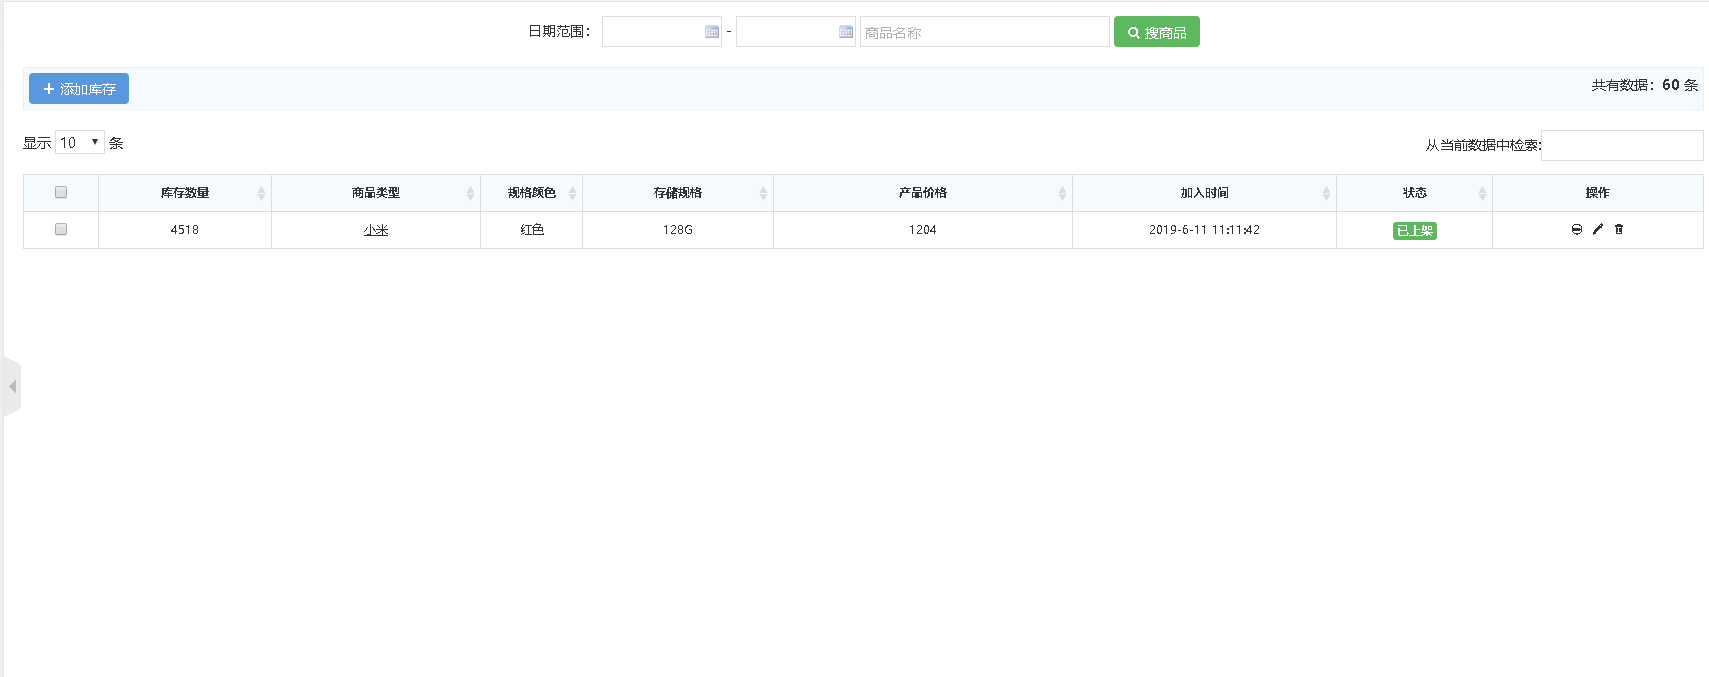 日期范围： - 商品名称 搜商品
添加库存 共有数据：60 条
显示 10 条 从当前数据中检索:
库存数量 商品类型 规格颜色 存储规格 产品价格 加入时间 状态 操作
4518 小米 红色 128G 1204 2019-6-11 11:11:42 已上架